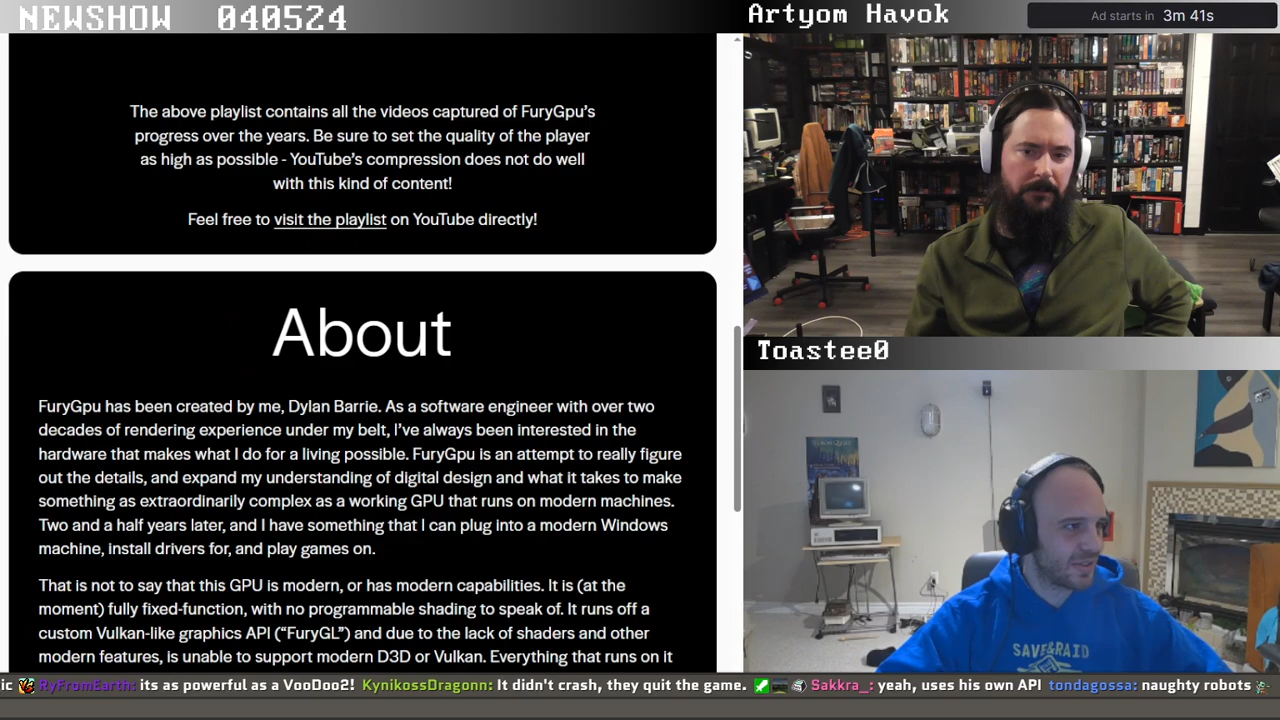 NEWSHOW 040524
Artyom Havok
Ad starts in 3m 41s
The above playlist contains all the videos captured of FuryGpu's
progress over the years. Be sure to set the quality of the player
as high as possible - YouTube's compression does not do well
with this kind of content!
Feel free to visit the playlist on YouTube directly!
About
FuryGpu has been created by me, Dylan Barrie. As a software engineer with over two
decades of rendering experience under my belt, I've always been interested in the
hardware that makes what I do for a living possible. FuryGpu is an attempt to really figure
out the details, and expand my understanding of digital design and what it takes to make
something as extraordinarily complex as a working GPU that runs on modern machines.
Two and a half years later, and I have something that I can plug into a modern Windows
machine, install drivers for, and play games on.
That is not to say that this GPU is modern, or has modern capabilities. It is (at the
moment) fully fixed-function, with no programmable shading to speak of. It runs off a
custom Vulkan-like graphics API ("FuryGL") and due to the lack of shaders and other
modern features, is unable to support modern D3D or Vulkan. Everything that runs on it
Toastee0
SAVE&RAID
ic RyFromEarth: its as powerful as a VooDoo2! KynikossDragonn: It didn't crash, they quit the game. Sakkra_: yeah, uses his own API tondagossa: naughty robots